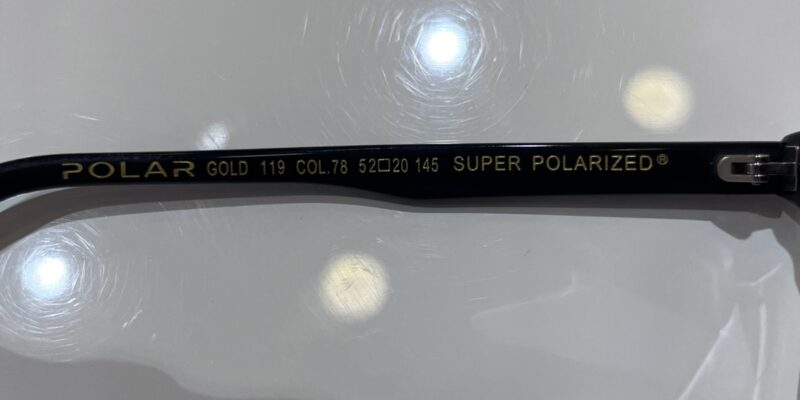 POLAR GOLD 119 COL.78 52□20 145 SUPER POLARIZED®